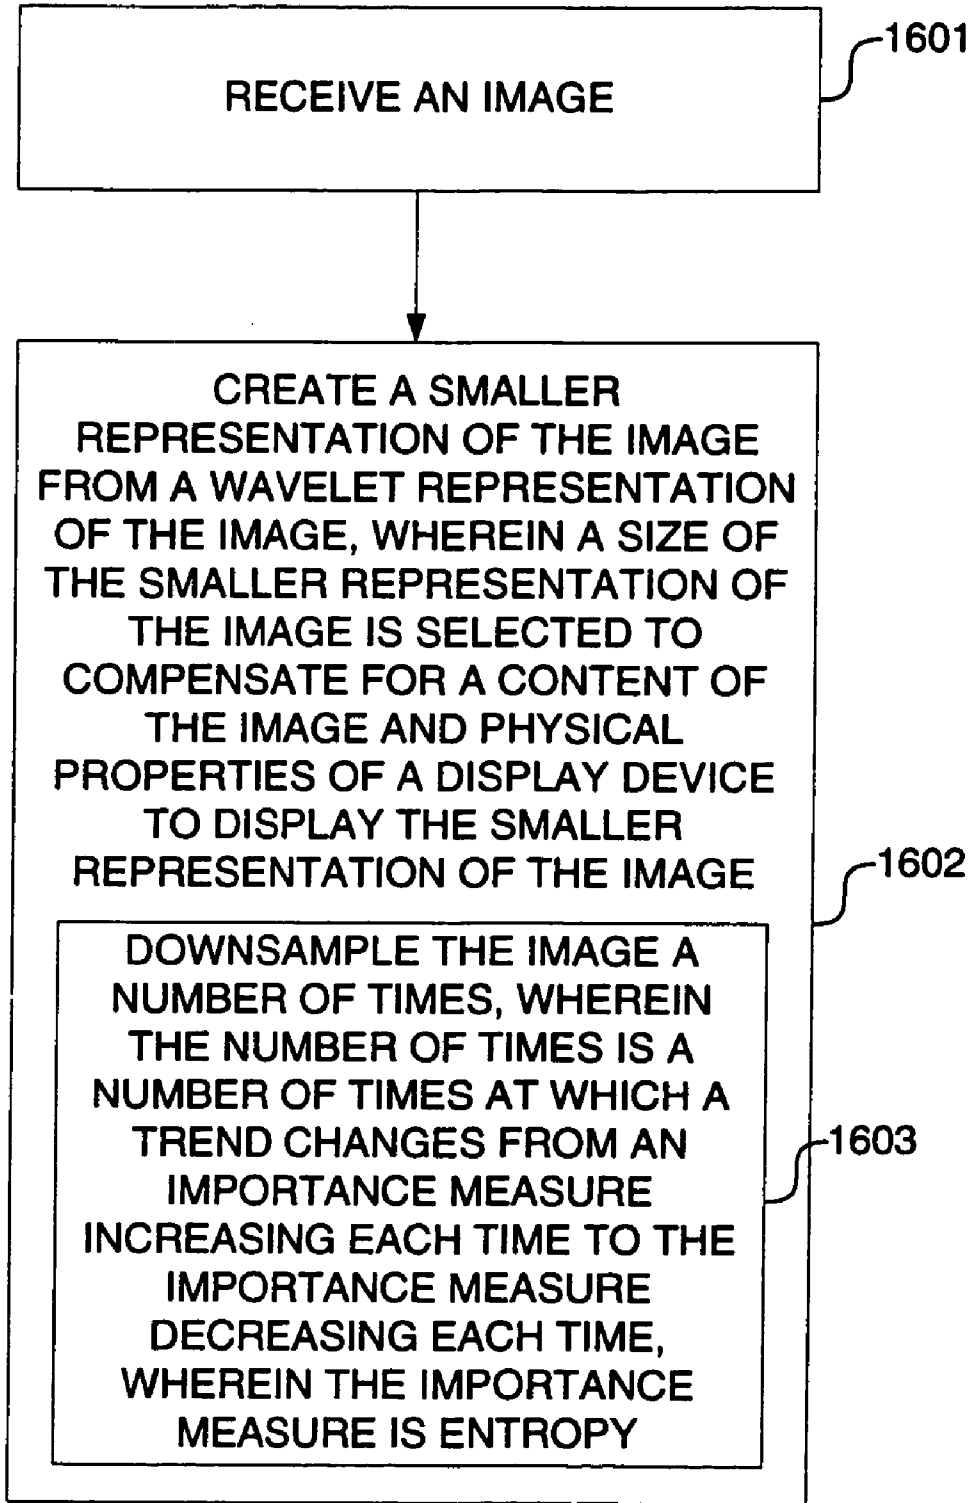 1601
RECEIVE AN IMAGE
CREATE A SMALLER
REPRESENTATION OF THE IMAGE
FROM A WAVELET REPRESENTATION
OF THE IMAGE, WHEREIN A SIZE OF
THE SMALLER REPRESENTATION OF
THE IMAGE IS SELECTED TO
COMPENSATE FOR A CONTENT OF
THE IMAGE AND PHYSICAL
PROPERTIES OF A DISPLAY DEVICE
TO DISPLAY THE SMALLER
REPRESENTATION OF THE IMAGE
1602
DOWNSAMPLE THE IMAGE A
NUMBER OF TIMES, WHEREIN
THE NUMBER OF TIMES IS A
NUMBER OF TIMES AT WHICH A
TREND CHANGES FROM AN
1603
IMPORTANCE MEASURE
INCREASING EACH TIME TO THE
IMPORTANCE MEASURE
DECREASING EACH TIME,
WHEREIN THE IMPORTANCE
MEASURE IS ENTROPY